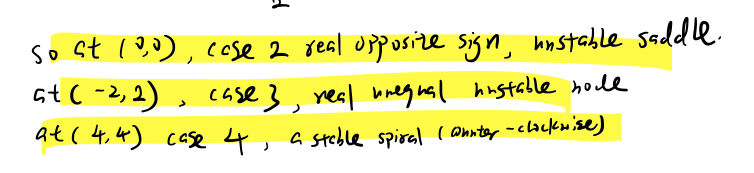 so at (0,0), case 2 real opposite sign, unstable saddle.
at (-2,2), case 3, real unequal unstable node
at (4,4) case 4, a stable spiral (counter-clockwise)